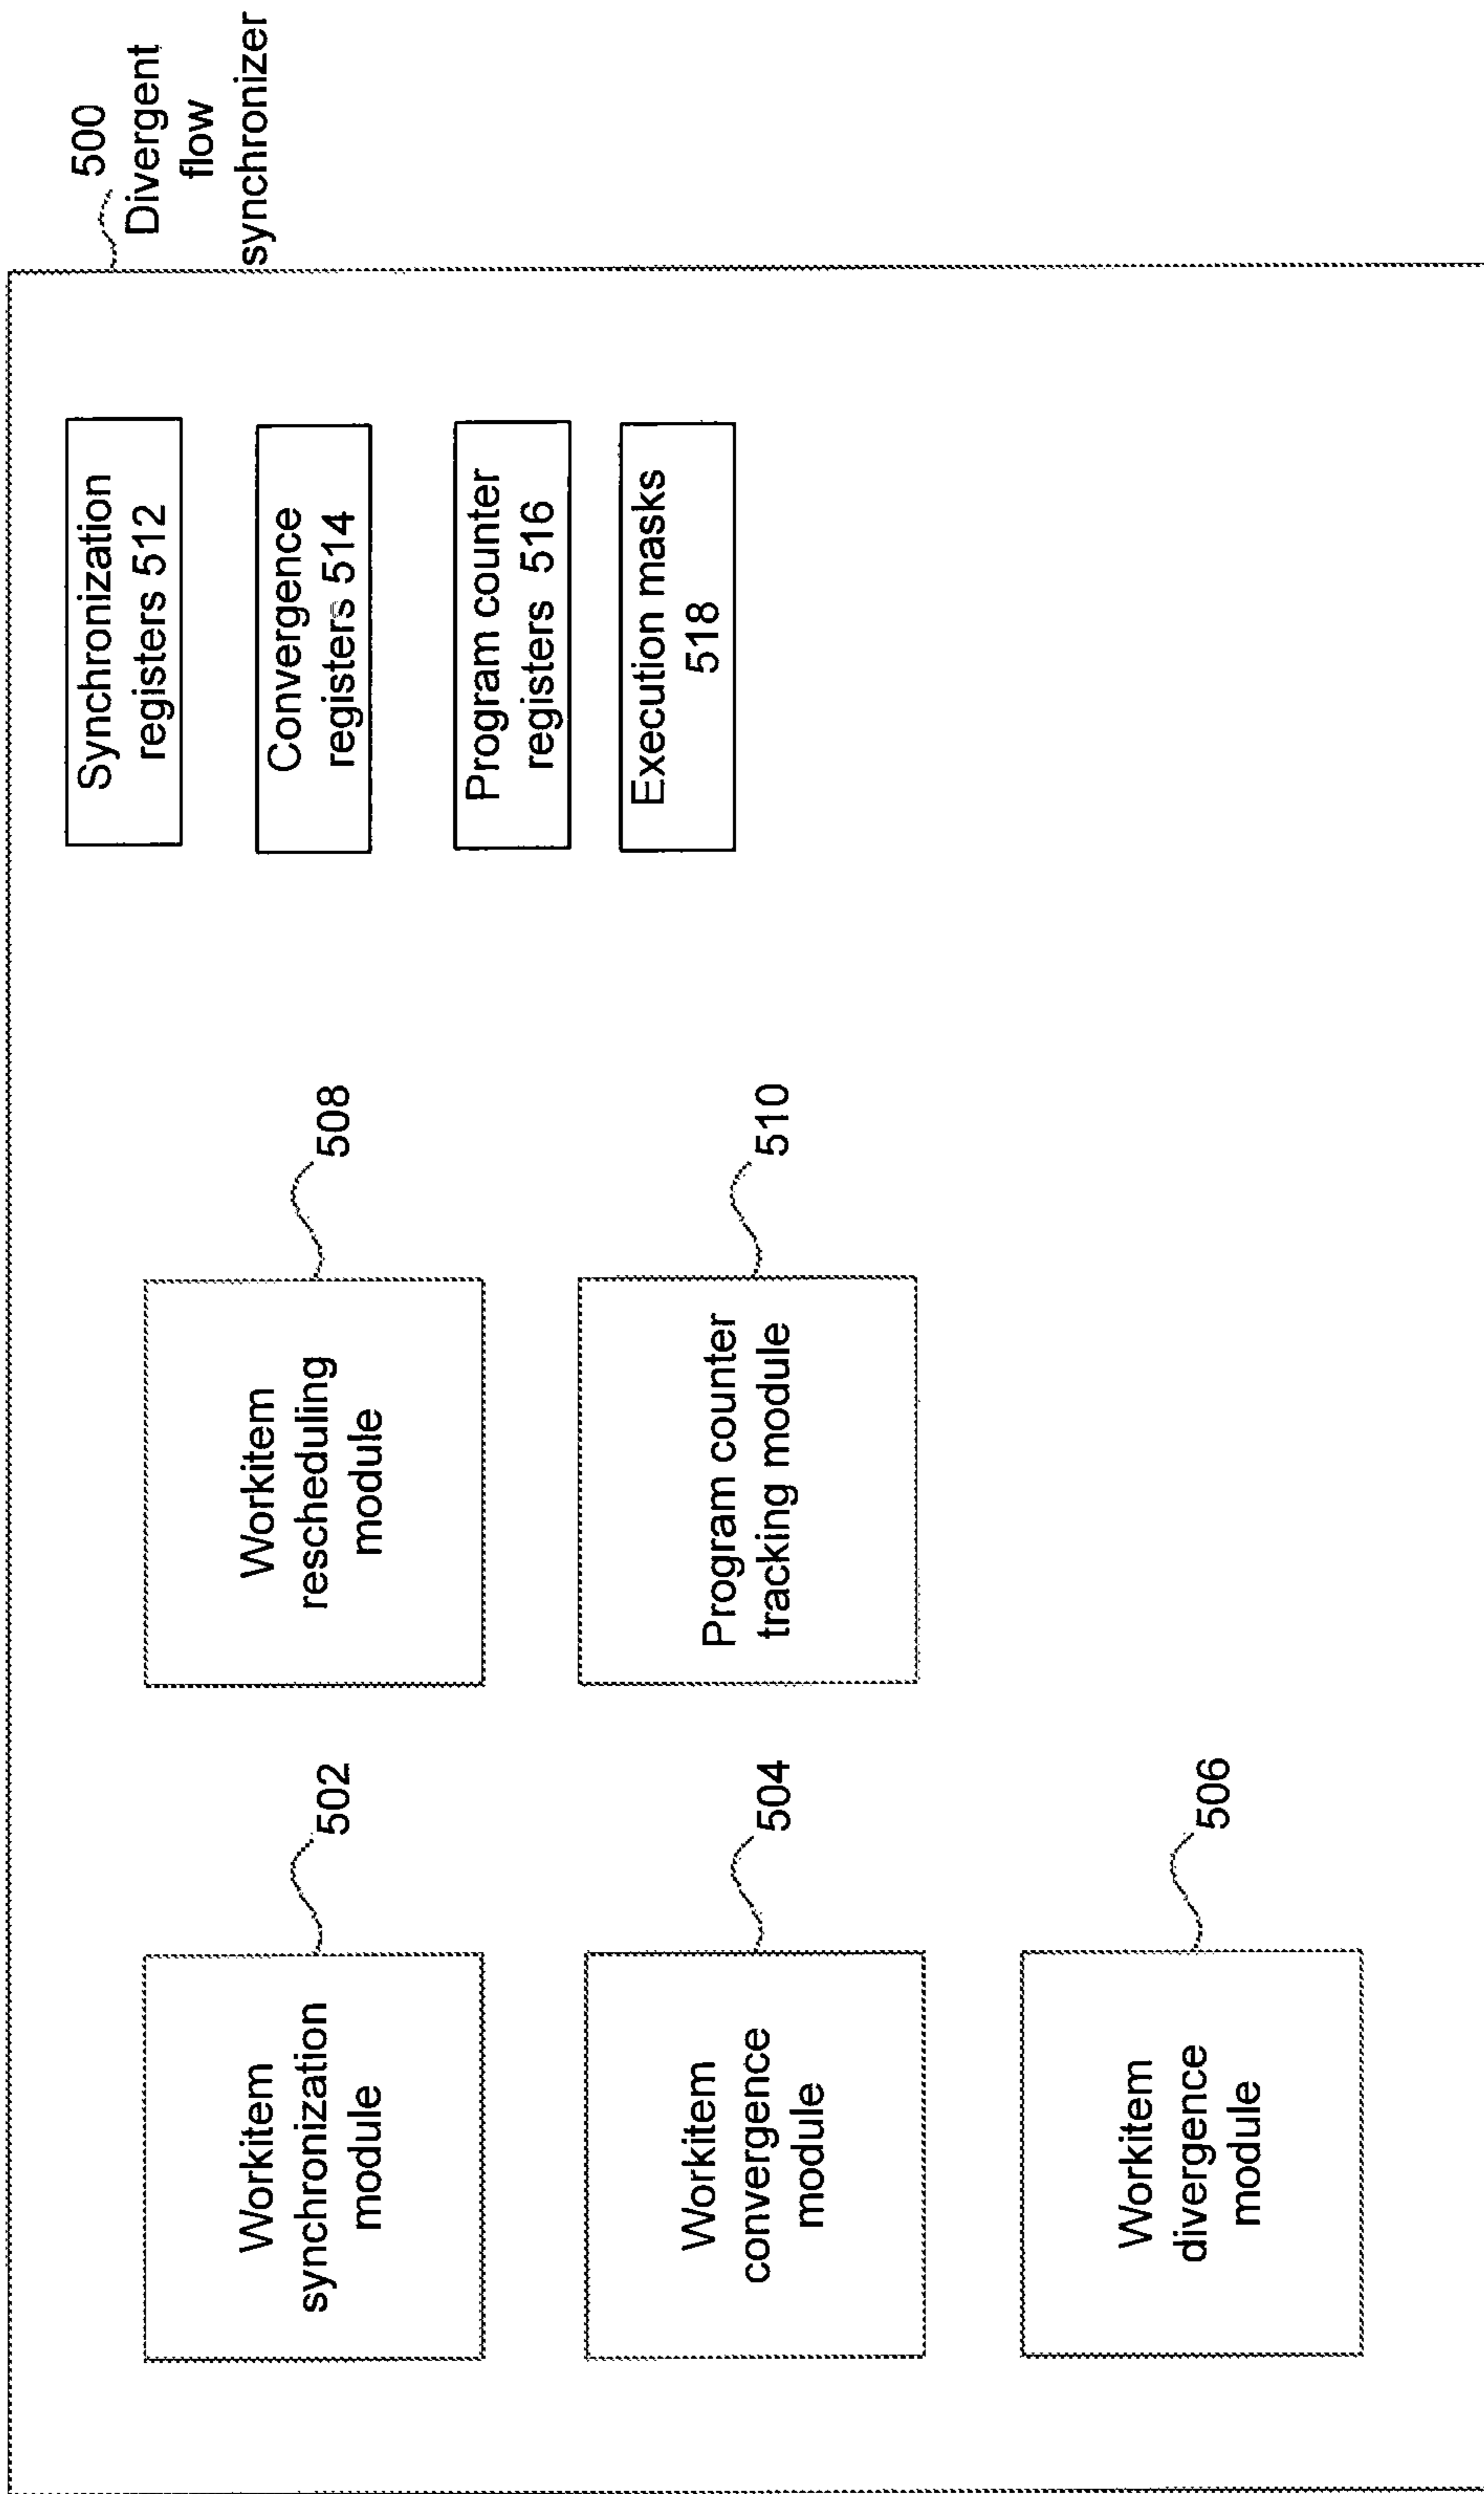 500
Divergent
flow
synchronizer
Workitem
synchronization
module
502
Workitem
rescheduling
module
508
Synchronization
registers 512
Convergence
registers 514
Workitem
convergence
module
504
Program counter
tracking module
510
Program counter
registers 516
Execution masks
518
Workitem
divergence
module
506